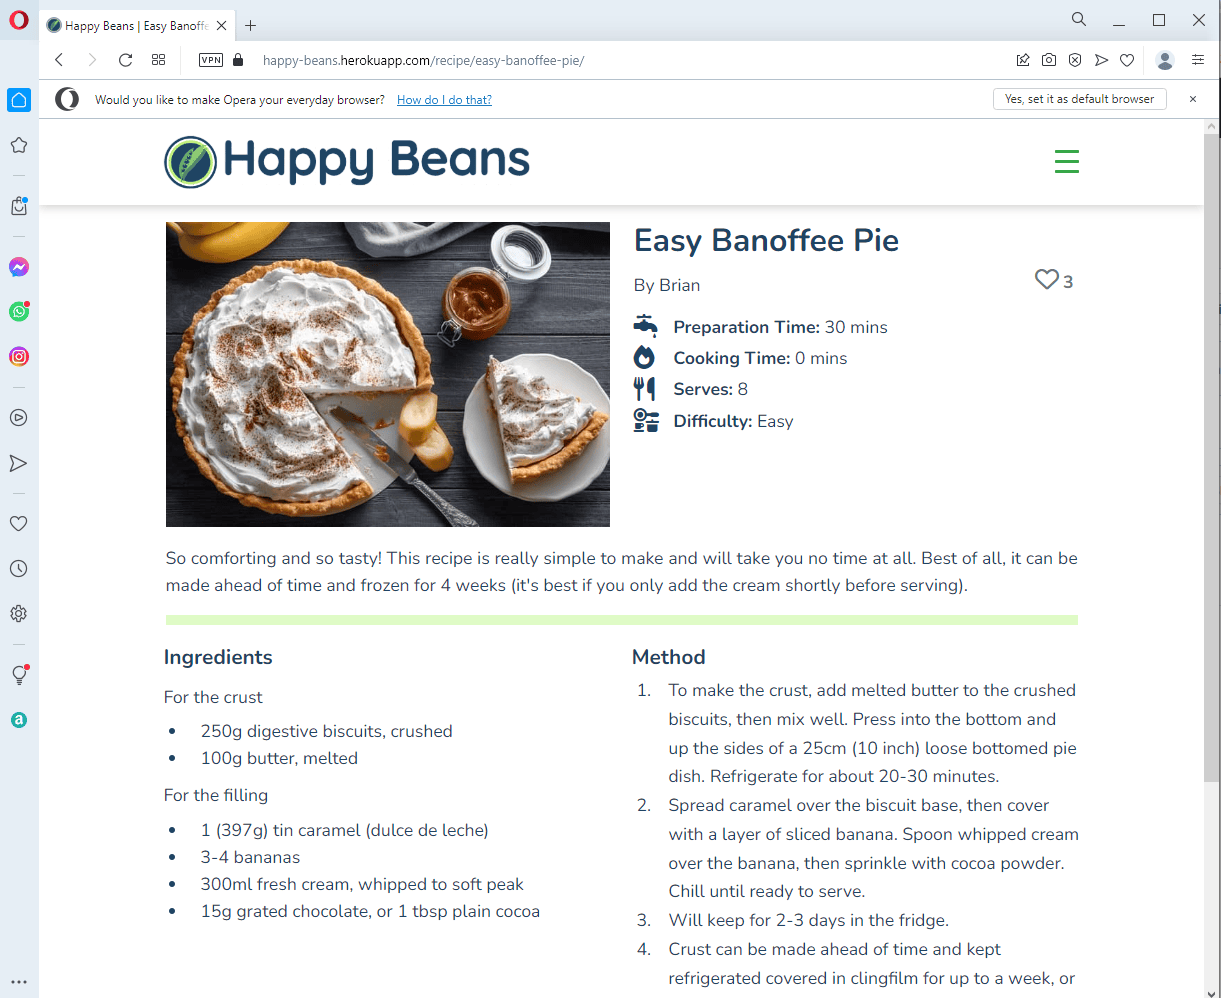 Happy Beans | Easy Banoffe
VPN
happy-beans.herokuapp.com/recipe/easy-banoffee-pie/
Would you like to make Opera your everyday browser? How do I do that?
Yes, set it as default browser
Happy Beans
Easy Banoffee Pie
By Brian
3
Preparation Time: 30 mins
Cooking Time: 0 mins
Serves: 8
Difficulty: Easy
So comforting and so tasty! This recipe is really simple to make and will take you no time at all. Best of all, it can be
made ahead of time and frozen for 4 weeks (it's best if you only add the cream shortly before serving).
Ingredients
For the crust
• 250g digestive biscuits, crushed
• 100g butter, melted
For the filling
• 1 (397g) tin caramel (dulce de leche)
• 3-4 bananas
• 300ml fresh cream, whipped to soft peak
• 15g grated chocolate, or 1 tbsp plain cocoa
Method
1. To make the crust, add melted butter to the crushed
biscuits, then mix well. Press into the bottom and
up the sides of a 25cm (10 inch) loose bottomed pie
dish. Refrigerate for about 20-30 minutes.
2. Spread caramel over the biscuit base, then cover
with a layer of sliced banana. Spoon whipped cream
over the banana, then sprinkle with cocoa powder.
Chill until ready to serve.
3. Will keep for 2-3 days in the fridge.
4. Crust can be made ahead of time and kept
refrigerated covered in clingfilm for up to a week, or
a